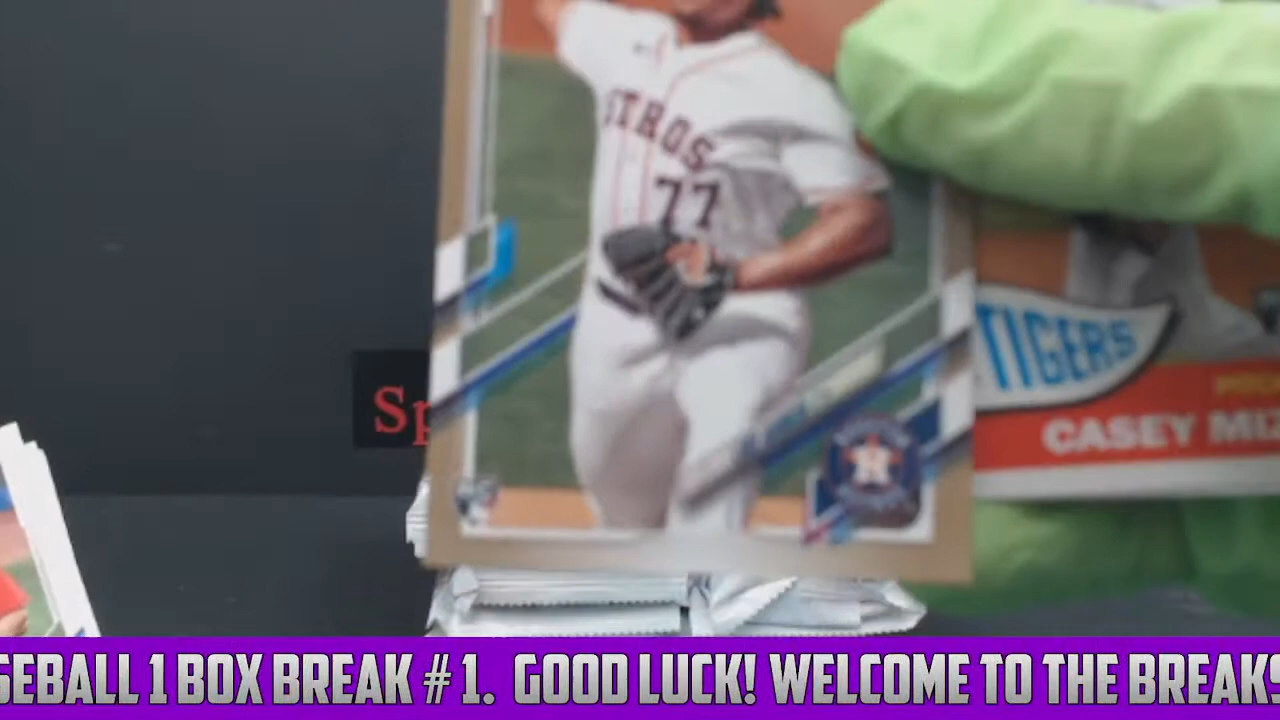 STROS
77
TIGERS
CASEY MI
Sp
SEBALL 1 BOX BREAK # 1. GOOD LUCK! WELCOME TO THE BREAKS